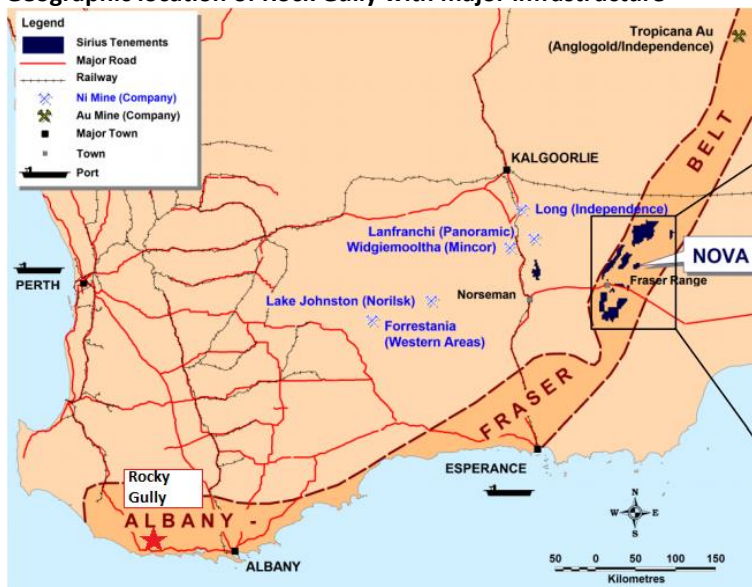 Geographic location of Rock Gully with major infrastructure
Legend
Sirius Tenements
Major Road
Railway
Ni Mine (Company)
Au Mine (Company)
Major Town
Town
Port
Tropicana Au
(Anglogold/Independence)
BELT
KALGOORLIE
Long (Independence)
Lanfranchi (Panoramic)
Widgiemooltha (Mincor)
NOVA
Fraser Range
PERTH
Norseman
Lake Johnston (Norilsk)
Forrestania
(Western Areas)
FRASER
ESPERANCE
Rocky
Gully
ALBANY -
ALBANY
N
W E
S
50 0 50 100 150
Kilometres